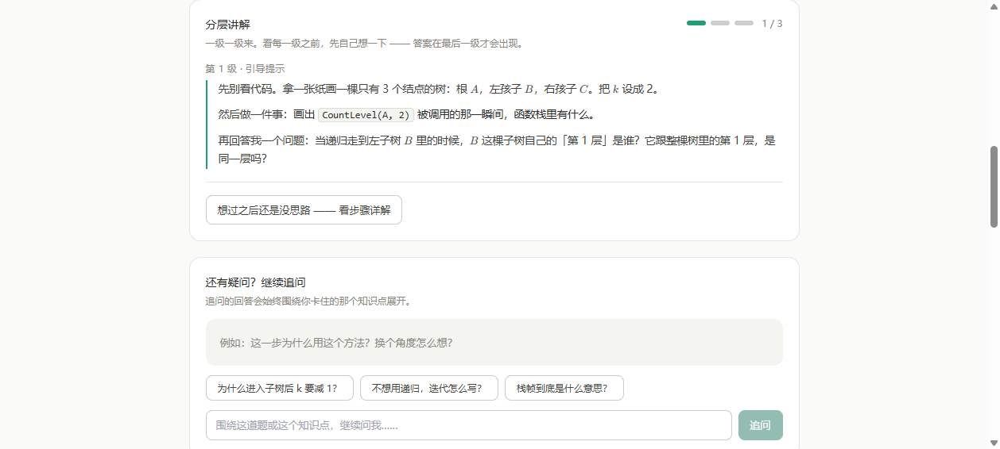 分层讲解
1 / 3
一级一级来。看每一级之前，先自己想一下 —— 答案在最后一级才会出现。
第 1 级 · 引导提示
先别看代码。拿一张纸画一棵只有 3 个结点的树：根 A，左孩子 B，右孩子 C。把 k 设成 2。
然后做一件事：画出 CountLevel(A, 2) 被调用的那一瞬间，函数栈里有什么。
再回答我一个问题：当递归走到左子树 B 里的时候，B 这棵子树自己的「第 1 层」是谁？它跟整棵树里的第 1 层，是
同一层吗？
想过之后还是没思路 —— 看步骤详解
还有疑问？继续追问
追问的回答会始终围绕你卡住的那个知识点展开。
例如：这一步为什么用这个方法？换个角度怎么想？
为什么进入子树后 k 要减 1？
不想用递归，迭代怎么写？
栈帧到底是什么意思？
围绕这道题或这个知识点，继续问我……
追问